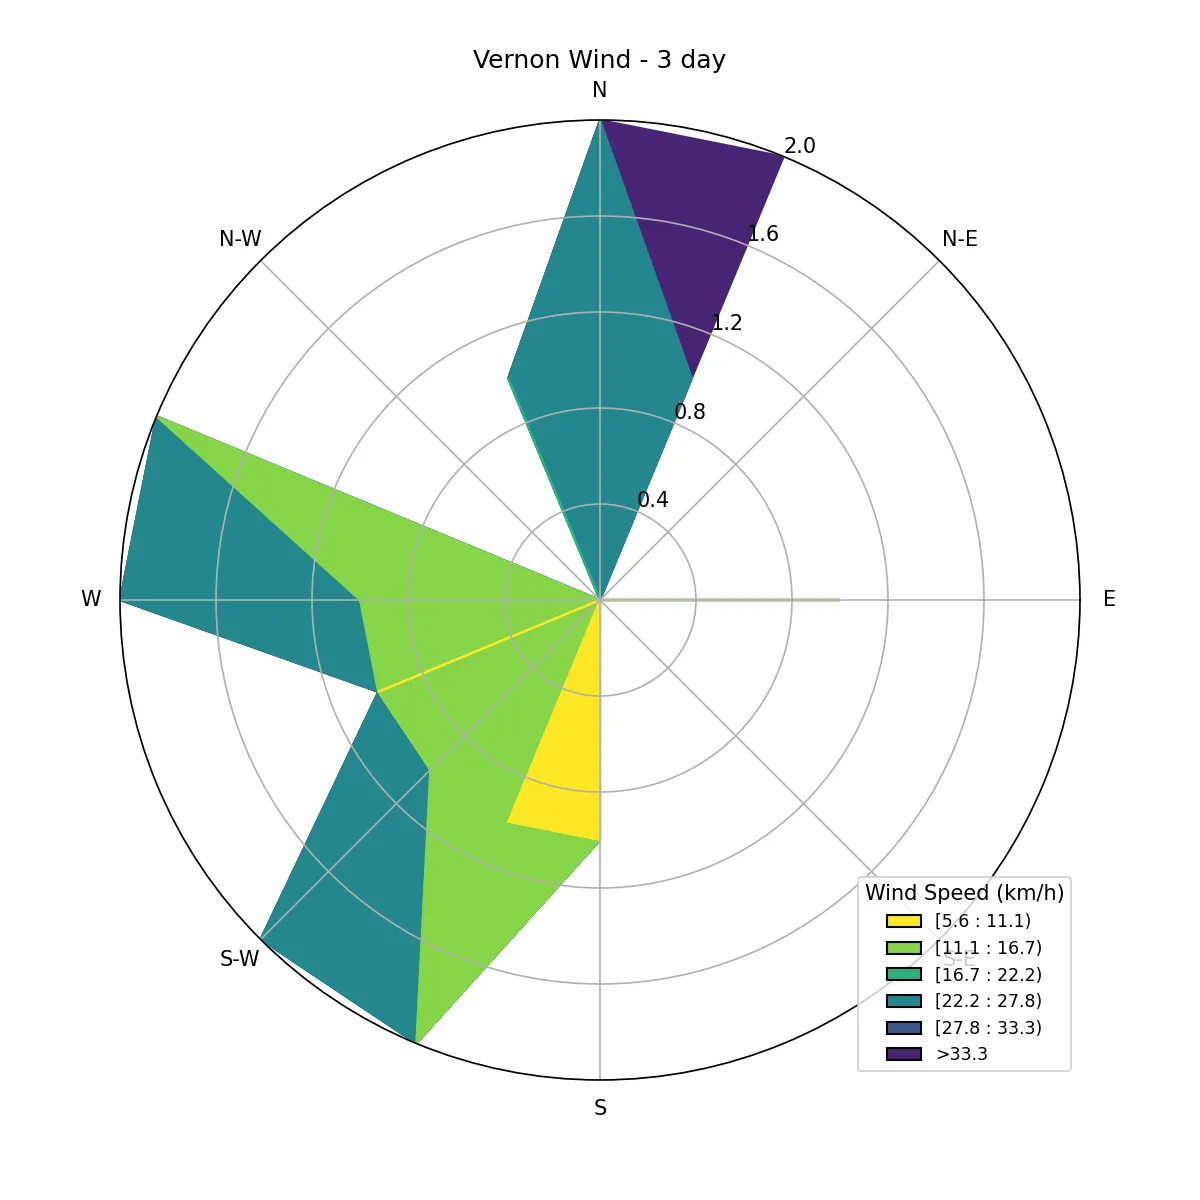 Vernon Wind - 3 day
N
2.0
N-W
1.6
N-E
1.2
0.8
0.4
W
E
S-W
S-E
Wind Speed (km/h)
[5.6 : 11.1)
[11.1 : 16.7)
[16.7 : 22.2)
[22.2 : 27.8)
[27.8 : 33.3)
>33.3
S